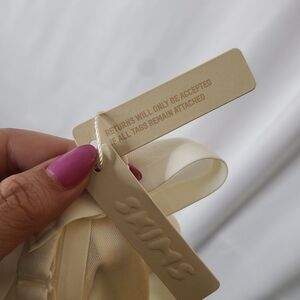 RETURNS WILL ONLY BE ACCEPTED
IF ALL TAGS REMAIN ATTACHED
SKIMS